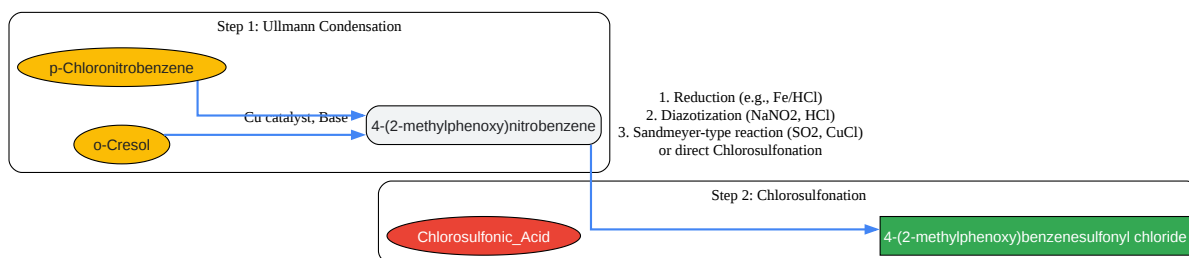 Step 1: Ullmann Condensation
p-Chloronitrobenzene
Cu catalyst, Base
o-Cresol
4-(2-methylphenoxy)nitrobenzene
1. Reduction (e.g., Fe/HCl)
2. Diazotization (NaNO2, HCl)
3. Sandmeyer-type reaction (SO2, CuCl)
or direct Chlorosulfonation
Step 2: Chlorosulfonation
Chlorosulfonic_Acid
4-(2-methylphenoxy)benzenesulfonyl chloride